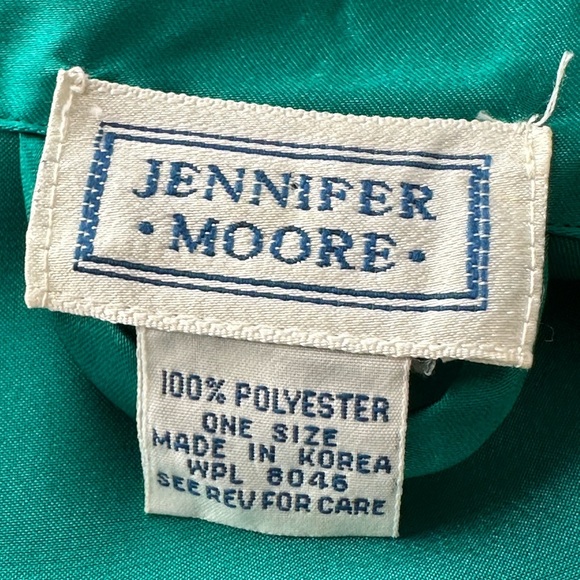 JENNIFER
• MOORE •
100% POLYESTER
ONE SIZE
MADE IN KOREA
WPL 8046
SEE REV FOR CARE